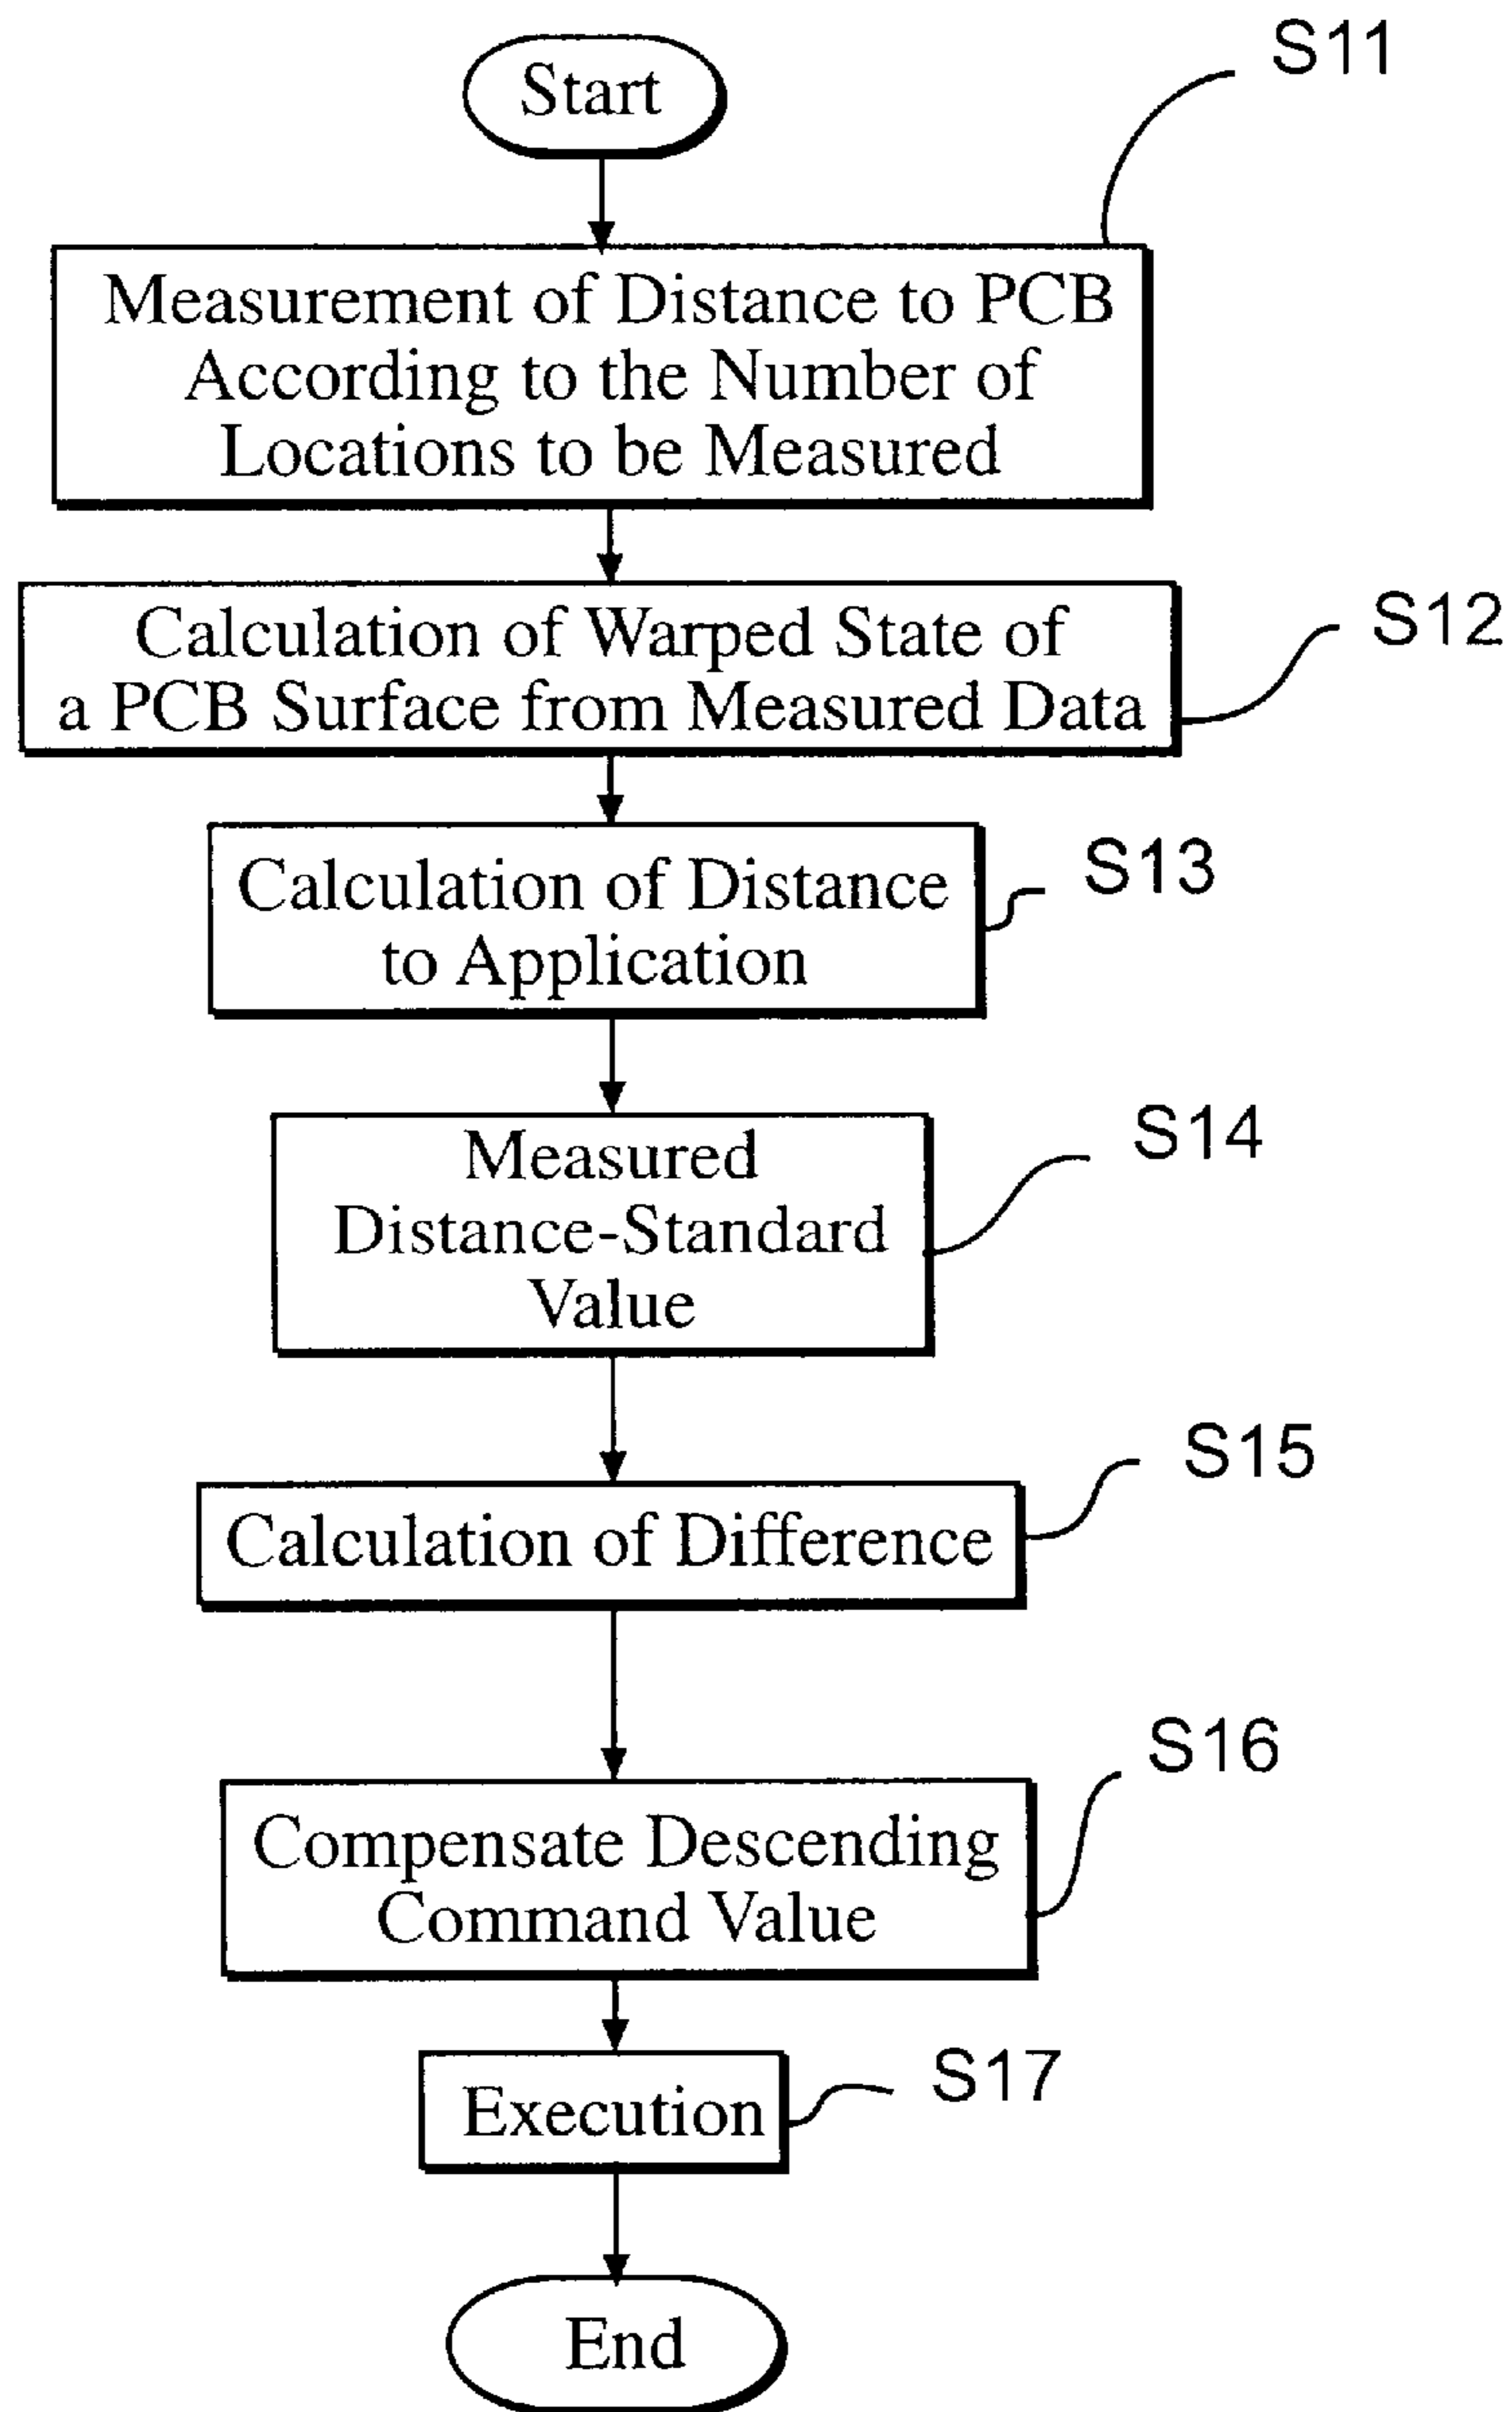 Start
S11
Measurement of Distance to PCB
According to the Number of
Locations to be Measured
Calculation of Warped State of
a PCB Surface from Measured Data
S12
Calculation of Distance
to Application
S13
Measured
Distance-Standard
Value
S14
Calculation of Difference
S15
Compensate Descending
Command Value
S16
Execution
S17
End